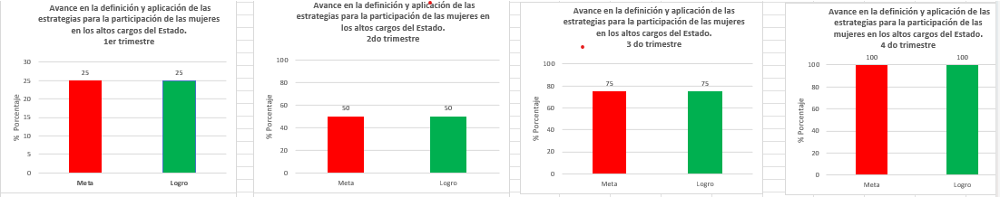 Avance en la definición y aplicación de las
estrategias para la participación de las mujeres
en los altos cargos del Estado.
1er trimestre
30
25
20
15
10
5
0
% Porcentaje
25
25
Meta
Logro
Avance en la definición y aplicación de las
estrategias para la participación de las mujeres en
los altos cargos del Estado.
2do trimestre
100
80
60
40
20
0
% Porcentaje
50
50
Meta
Logro
Avance en la definición y aplicación de las
estrategias para la participación de las mujeres
en los altos cargos del Estado.
3 do trimestre
100
80
60
40
20
0
% Porcentaje
75
75
Meta
Logro
Avance en la definición y aplicación de las
estrategias para la participación de las
mujeres en los altos cargos del Estado.
4 do trimestre
100
80
60
40
20
0
% Porcentaje
100
100
Meta
Logro